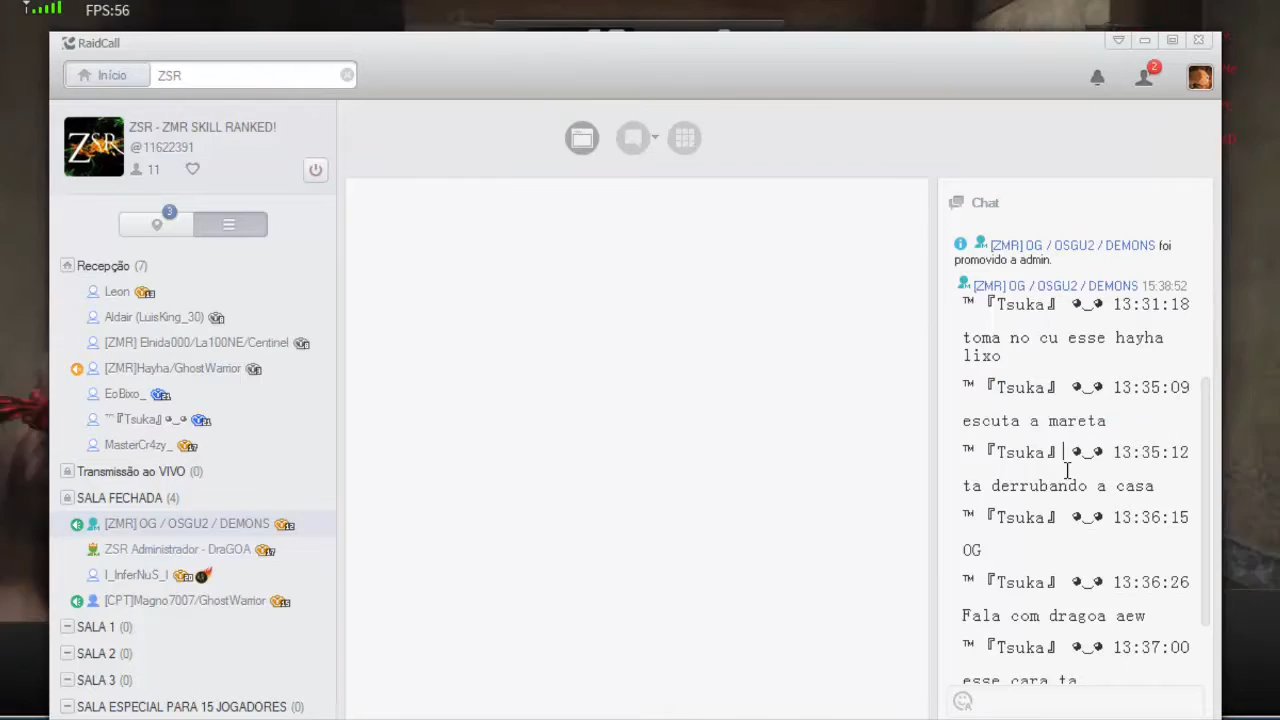 FPS:56
RaidCall
Início
ZSR
2
ZSR
ZSR - ZMR SKILL RANKED!
@11622391
11
3
Recepção (7)
Leon
Aldair (LuisKing_30)
[ZMR] Elnida000/La100NE/Centinel
[ZMR]Hayha/GhostWarrior
EoBixo_
™『Tsuka』◕‿◕
MasterCr4zy_
Transmissão ao VIVO (0)
SALA FECHADA (4)
[ZMR] OG / OSGU2 / DEMONS
ZSR Administrador - DraGOA
I_InferNuS_I
[CPT]Magno7007/GhostWarrior
SALA 1 (0)
SALA 2 (0)
SALA 3 (0)
SALA ESPECIAL PARA 15 JOGADORES (0)
Chat
[ZMR] OG / OSGU2 / DEMONS foi
promovido a admin.
[ZMR] OG / OSGU2 / DEMONS 15:38:52
™『Tsuka』 ◕‿◕ 13:31:18
toma no cu esse hayha
lixo
™『Tsuka』 ◕‿◕ 13:35:09
escuta a mareta
™『Tsuka』 ◕‿◕ 13:35:12
ta derrubando a casa
™『Tsuka』 ◕‿◕ 13:36:15
OG
™『Tsuka』 ◕‿◕ 13:36:26
Fala com dragoa aew
™『Tsuka』 ◕‿◕ 13:37:00
esse cara ta